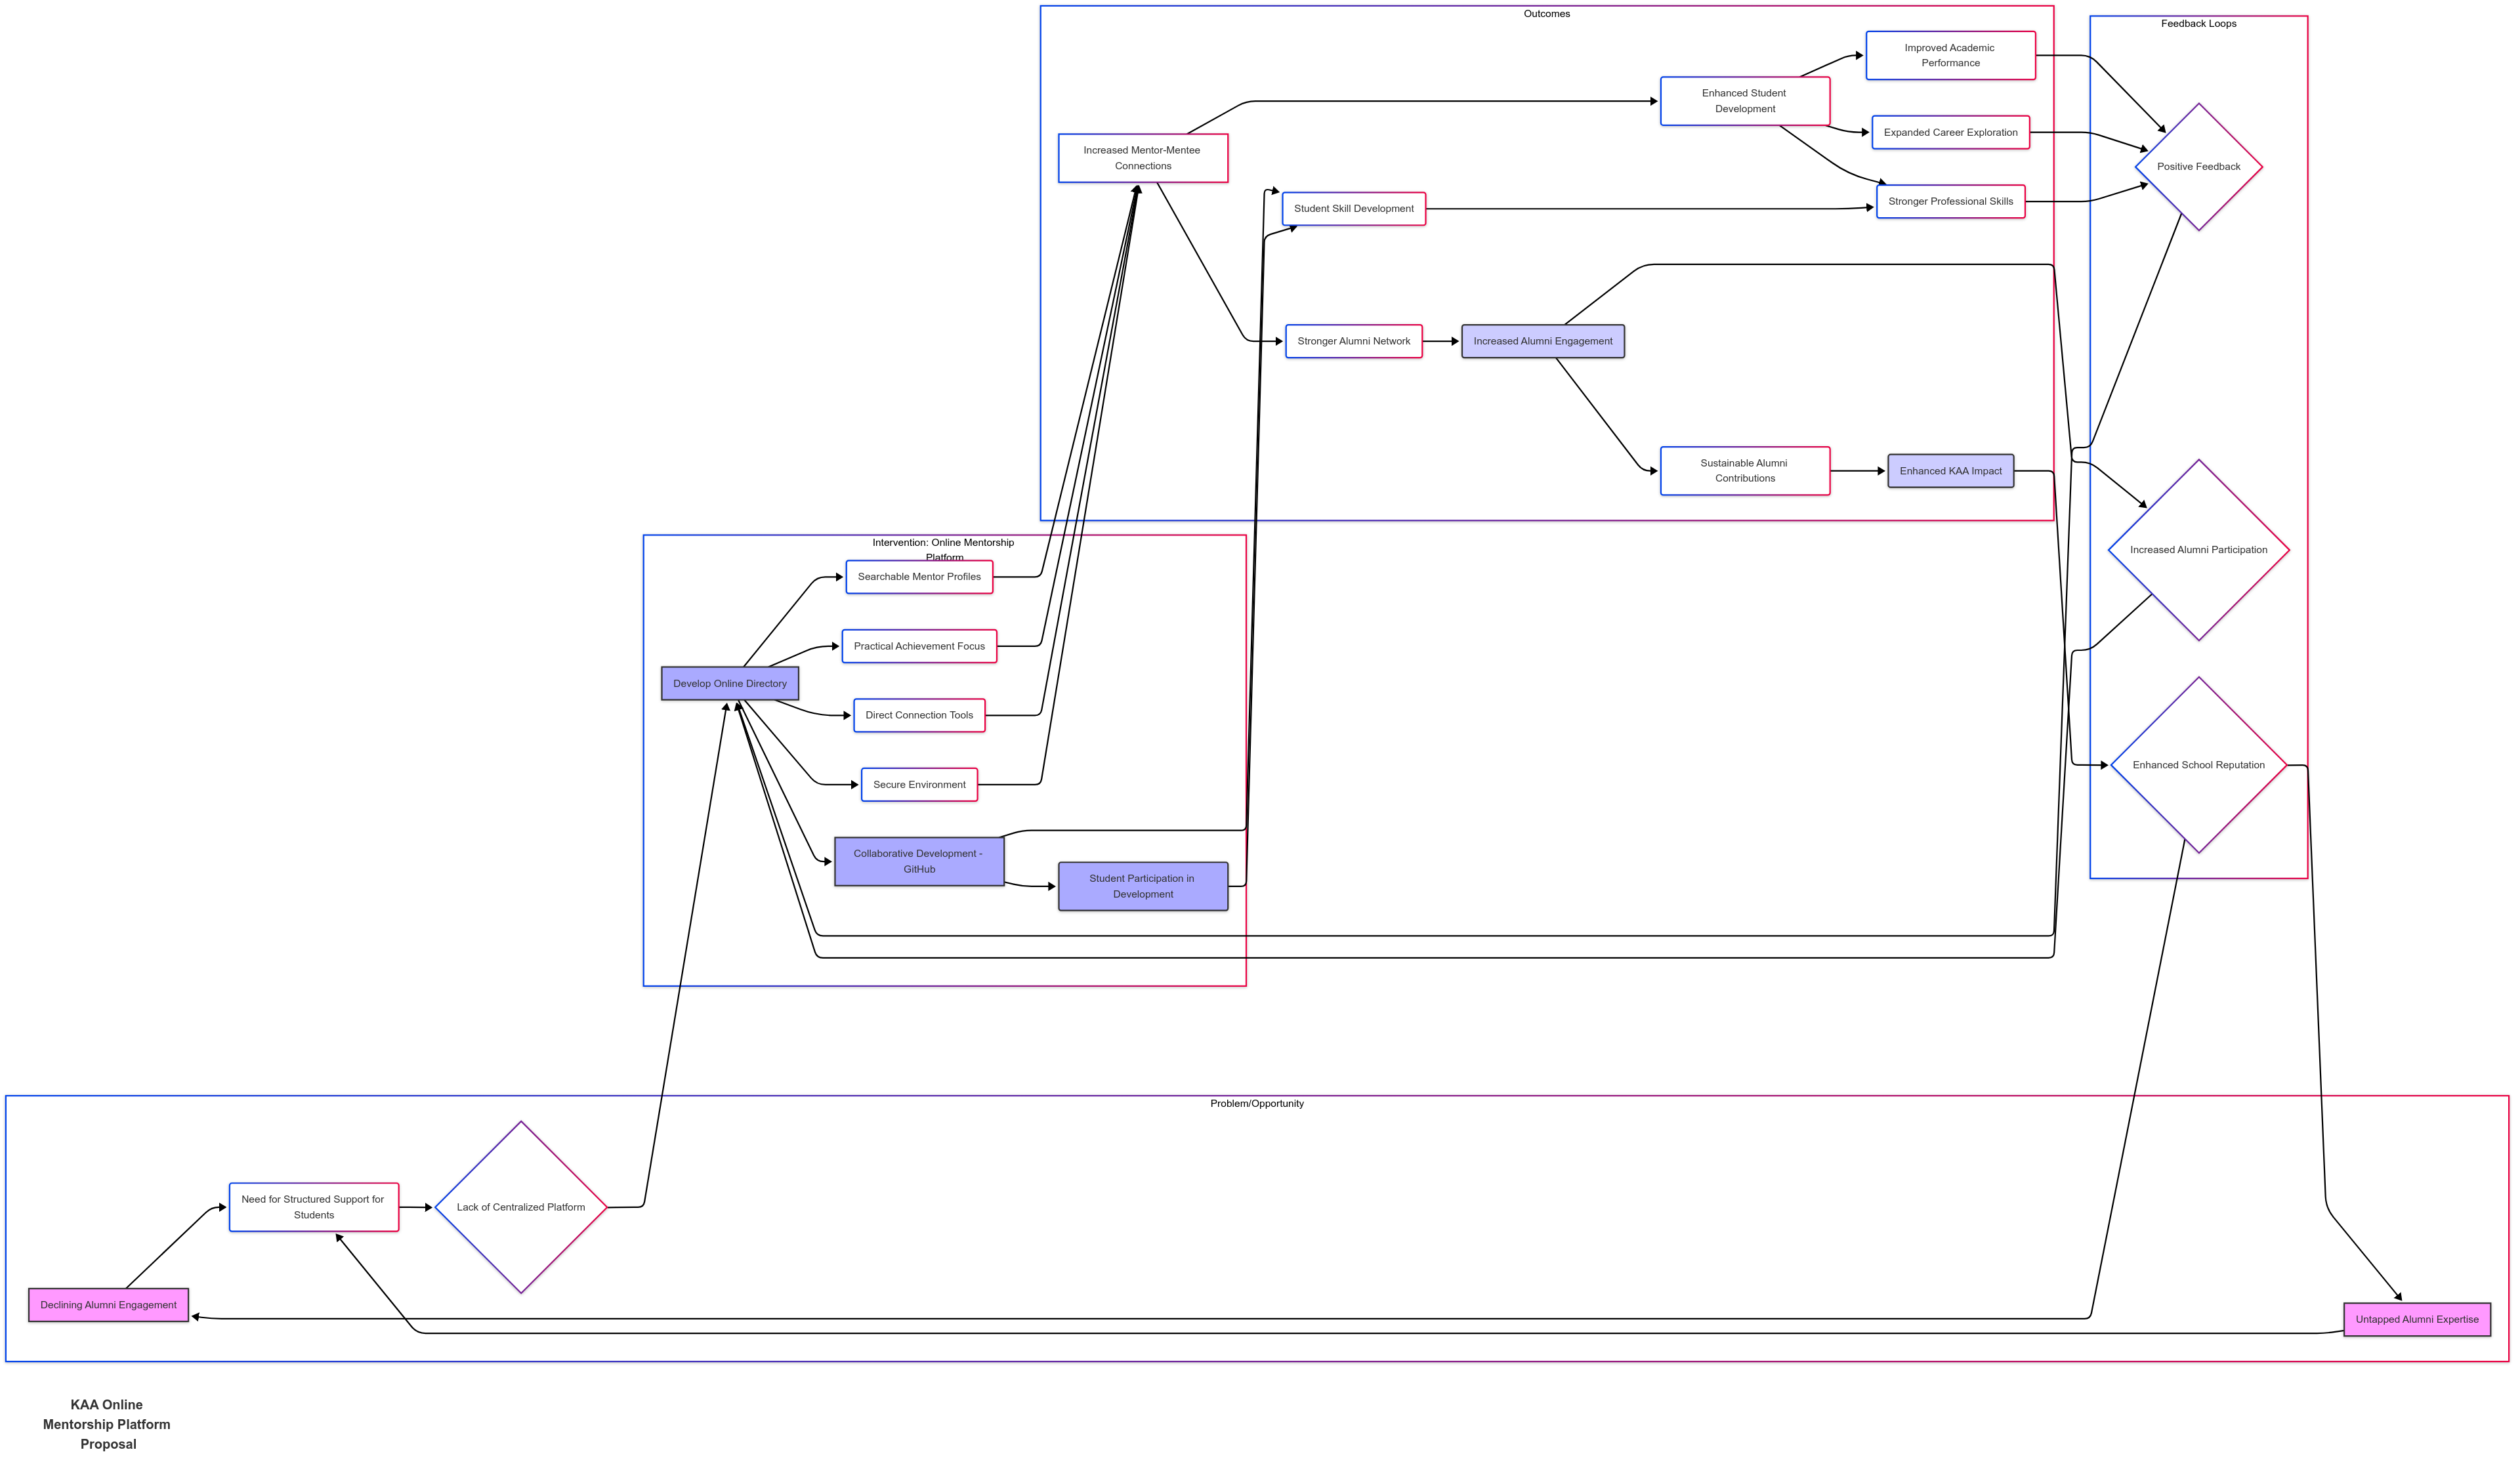 Outcomes
Feedback Loops
Improved Academic
Performance
Enhanced Student
Development
Expanded Career Exploration
Increased Mentor-Mentee
Connections
Positive Feedback
Student Skill Development
Stronger Professional Skills
Stronger Alumni Network
Increased Alumni Engagement
Sustainable Alumni
Contributions
Enhanced KAA Impact
Increased Alumni Participation
Intervention: Online Mentorship
Platform
Searchable Mentor Profiles
Practical Achievement Focus
Develop Online Directory
Direct Connection Tools
Secure Environment
Enhanced School Reputation
Collaborative Development -
GitHub
Student Participation in
Development
Problem/Opportunity
Need for Structured Support for
Students
Lack of Centralized Platform
Declining Alumni Engagement
Untapped Alumni Expertise
KAA Online
Mentorship Platform
Proposal